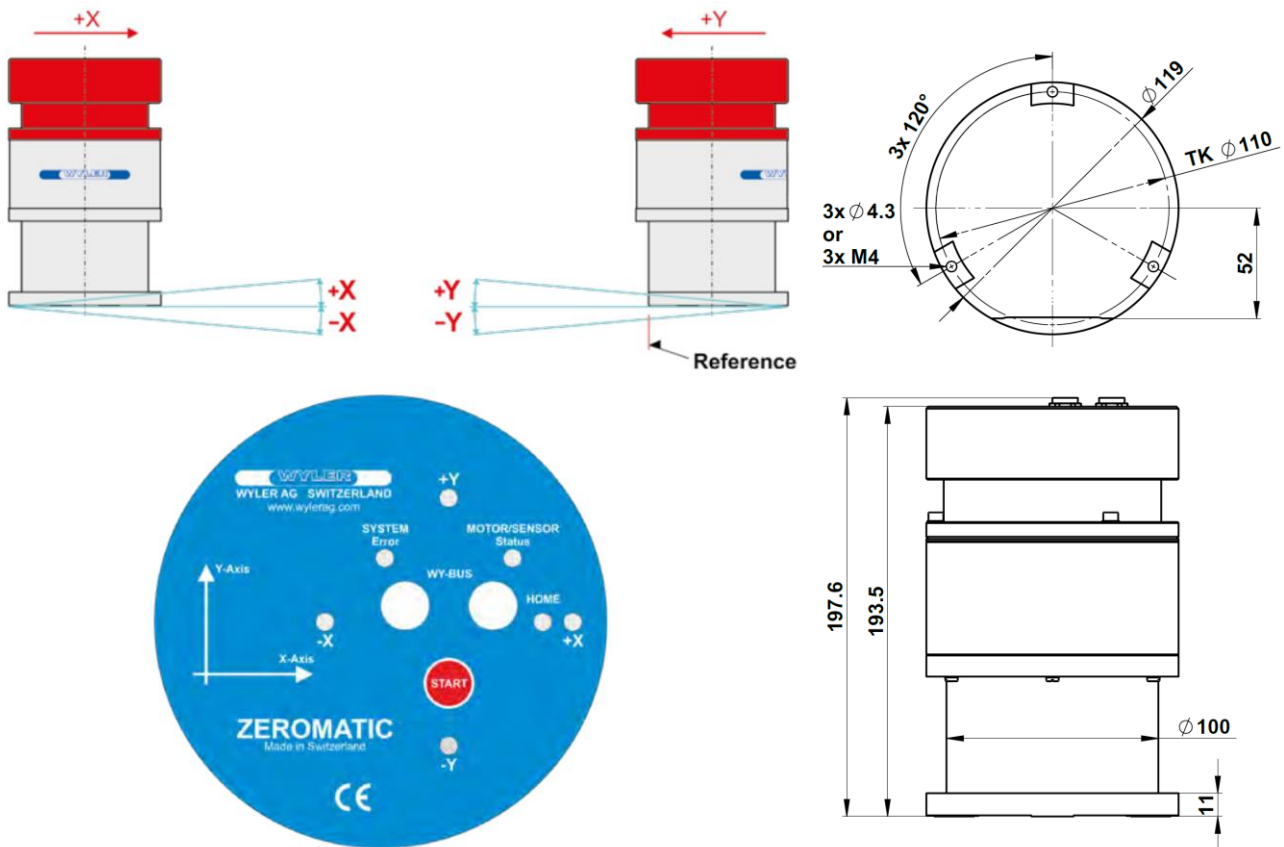 +X
WYLER
+X
-X
+Y
WYLER
+Y
-Y
Reference
3x 120°
∅ 119
TK ∅ 110
3x ∅ 4.3
or
3x M4
52
WYLER
WYLER AG SWITZERLAND
www.wylerag.com
+Y
SYSTEM
Error
MOTOR/SENSOR
Status
Y-Axis
WY-BUS
HOME
-X
+X
X-Axis
START
ZEROMATIC
Made in Switzerland
-Y
CE
197.6
193.5
∅ 100
11